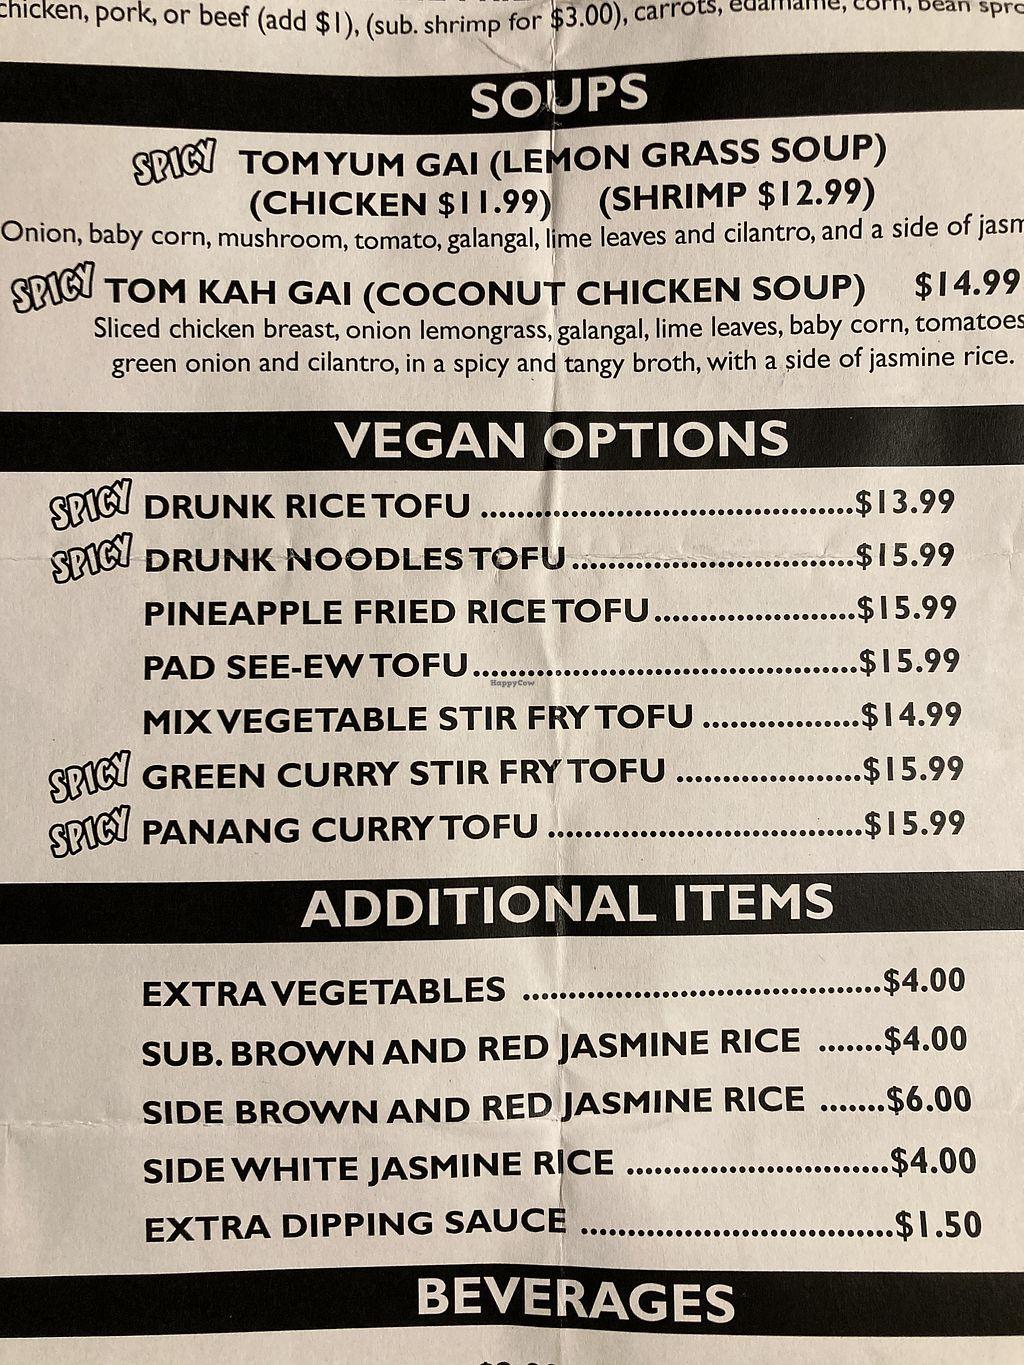 chicken, pork, or beef (add $1), (sub. shrimp for $3.00), carrots, edamame, corn, bean spro
SOUPS
SPICY TOM YUM GAI (LEMON GRASS SOUP)
(CHICKEN $11.99) (SHRIMP $12.99)
Onion, baby corn, mushroom, tomato, galangal, lime leaves and cilantro, and a side of jasm
SPICY TOM KAH GAI (COCONUT CHICKEN SOUP) $14.99
Sliced chicken breast, onion lemongrass, galangal, lime leaves, baby corn, tomatoes
green onion and cilantro, in a spicy and tangy broth, with a side of jasmine rice.
VEGAN OPTIONS
SPICY DRUNK RICE TOFU ........................................$13.99
SPICY DRUNK NOODLES TOFU..............................$15.99
PINEAPPLE FRIED RICE TOFU.....................$15.99
PAD SEE-EW TOFU.........................................$15.99
HappyCow
MIX VEGETABLE STIR FRY TOFU .................$14.99
SPICY GREEN CURRY STIR FRY TOFU ....................$15.99
SPICY PANANG CURRY TOFU ..................................$15.99
ADDITIONAL ITEMS
EXTRA VEGETABLES ......................................$4.00
SUB. BROWN AND RED JASMINE RICE .......$4.00
SIDE BROWN AND RED JASMINE RICE .......$6.00
SIDE WHITE JASMINE RICE ............................$4.00
EXTRA DIPPING SAUCE .................................$1.50
BEVERAGES